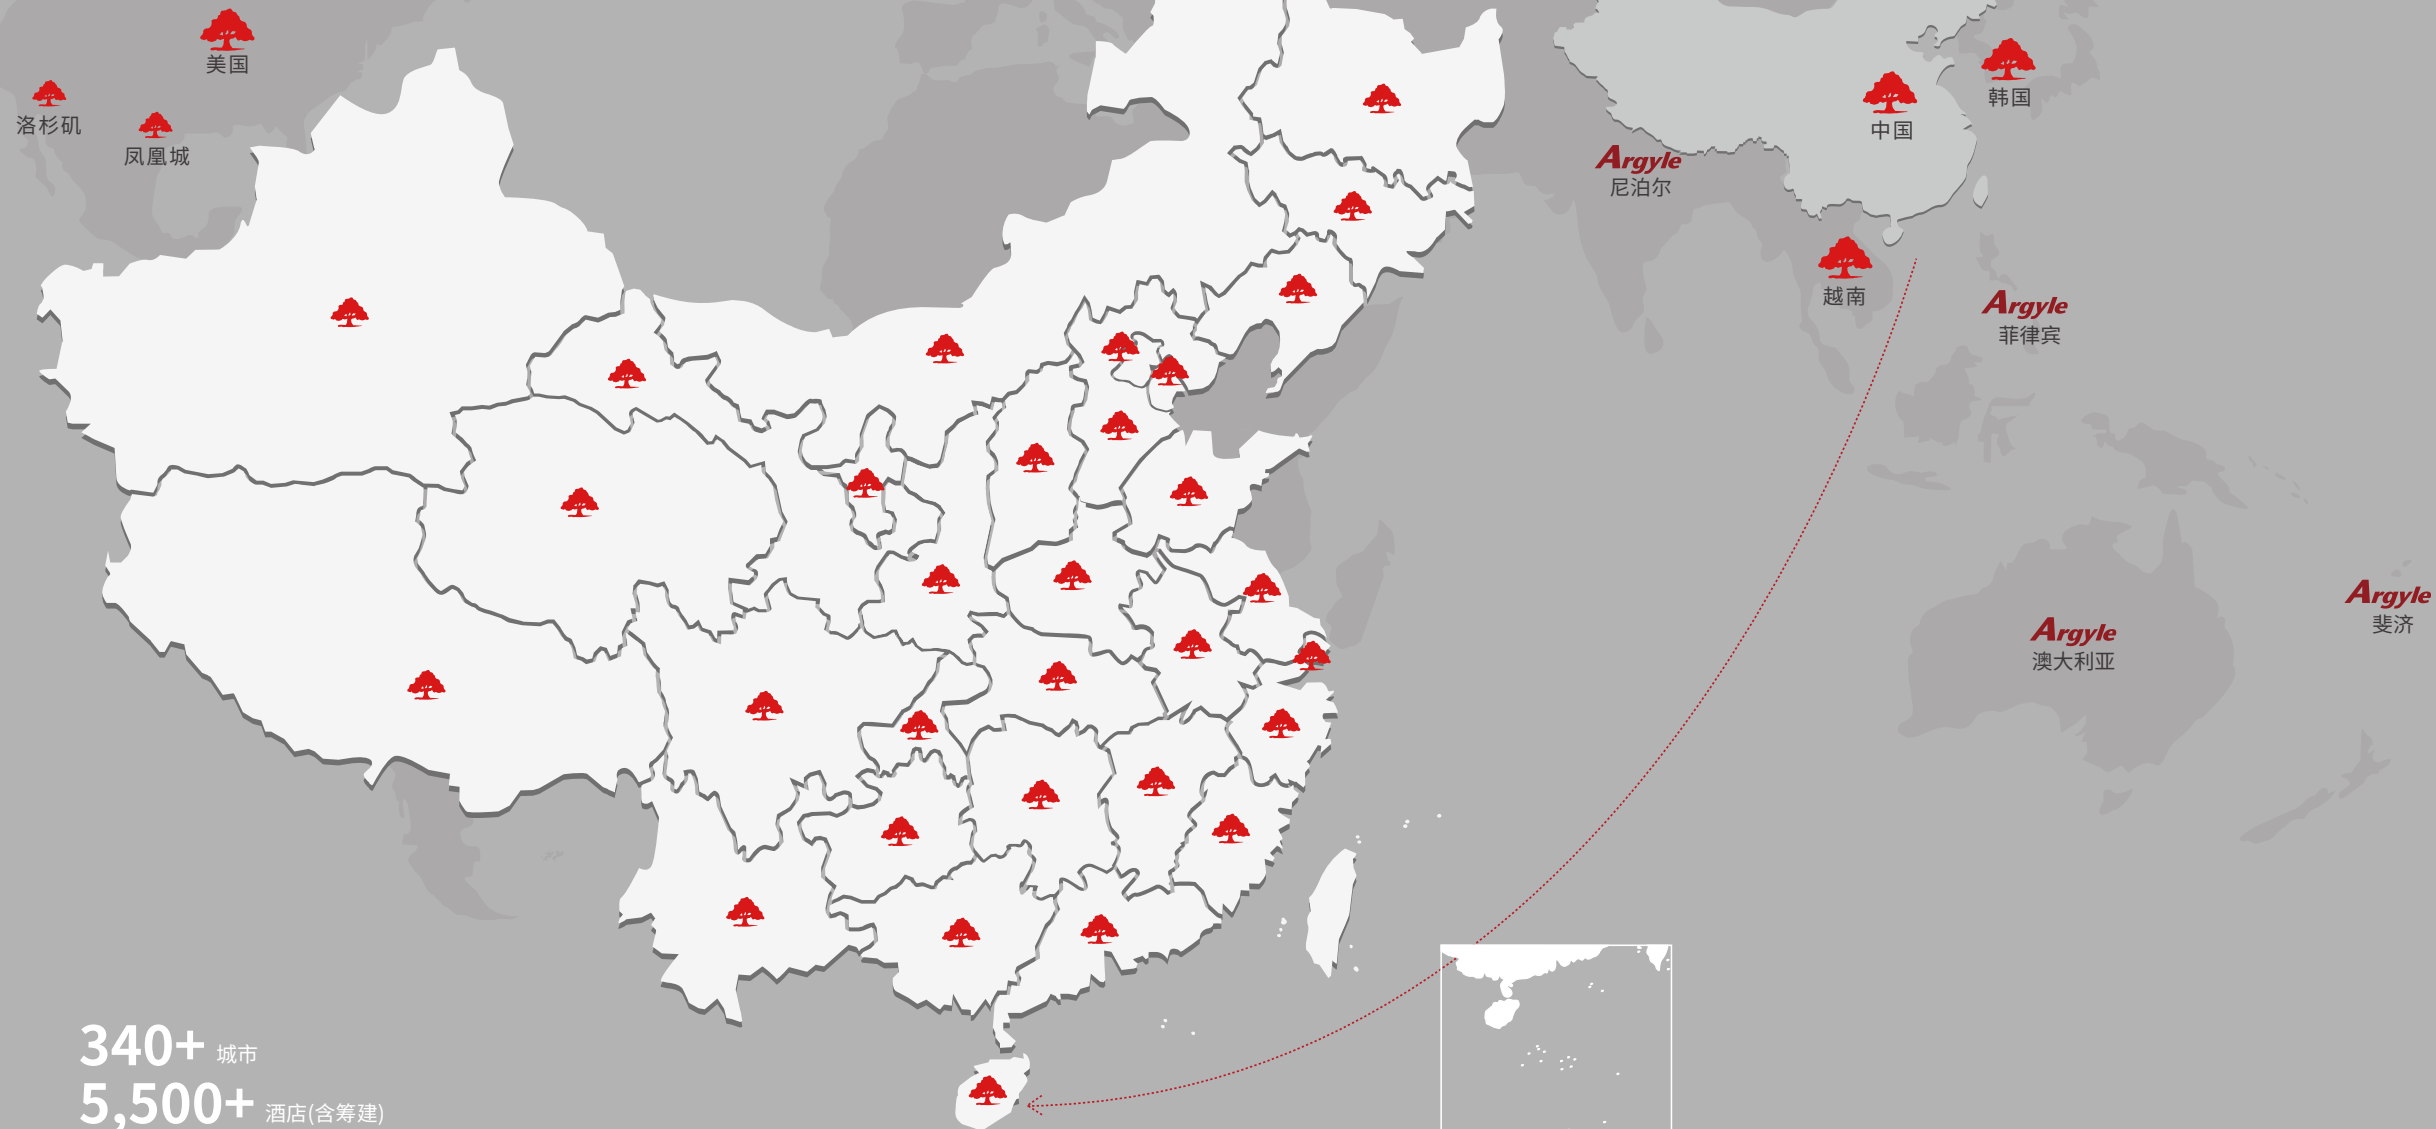 美国
洛杉矶
凤凰城
中国
韩国
Argyle
尼泊尔
越南
Argyle
菲律宾
Argyle
斐济
Argyle
澳大利亚
340+ 城市
5,500+ 酒店(含筹建)